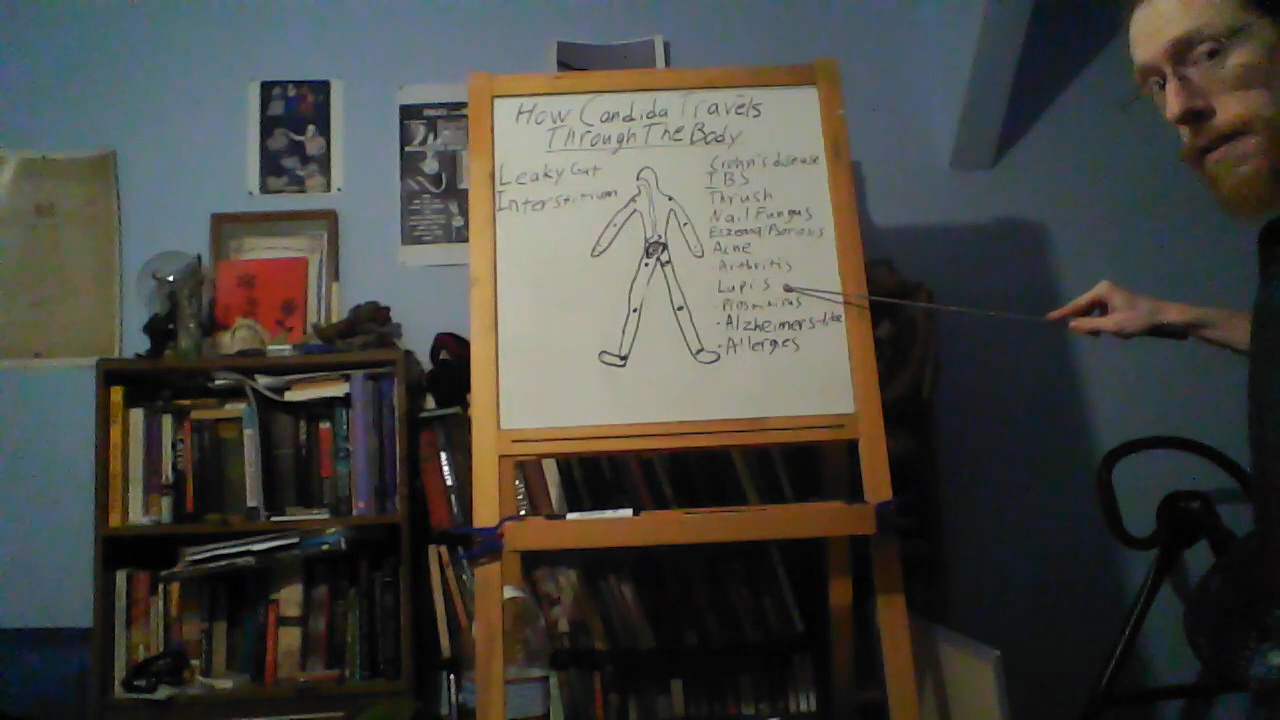 How Candida Travels
Through The Body
Leaky Gut
Interstitium
Crohn's disease
IBS
Thrush
Nail Fungus
Eczema/Psoriasis
Acne
- Arthritis
Lupis
- Alzheimers-like
- Allergies